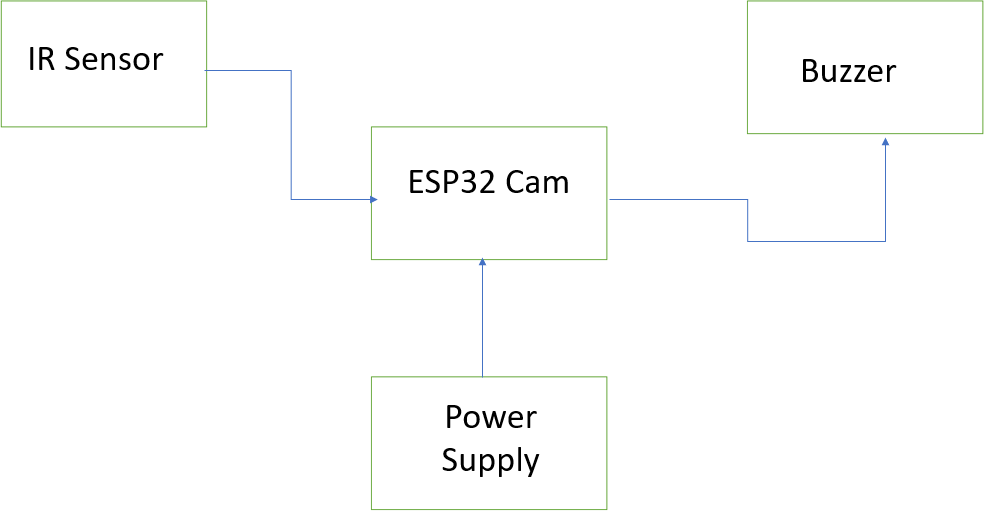 IR Sensor
Buzzer
ESP32 Cam
Power
Supply